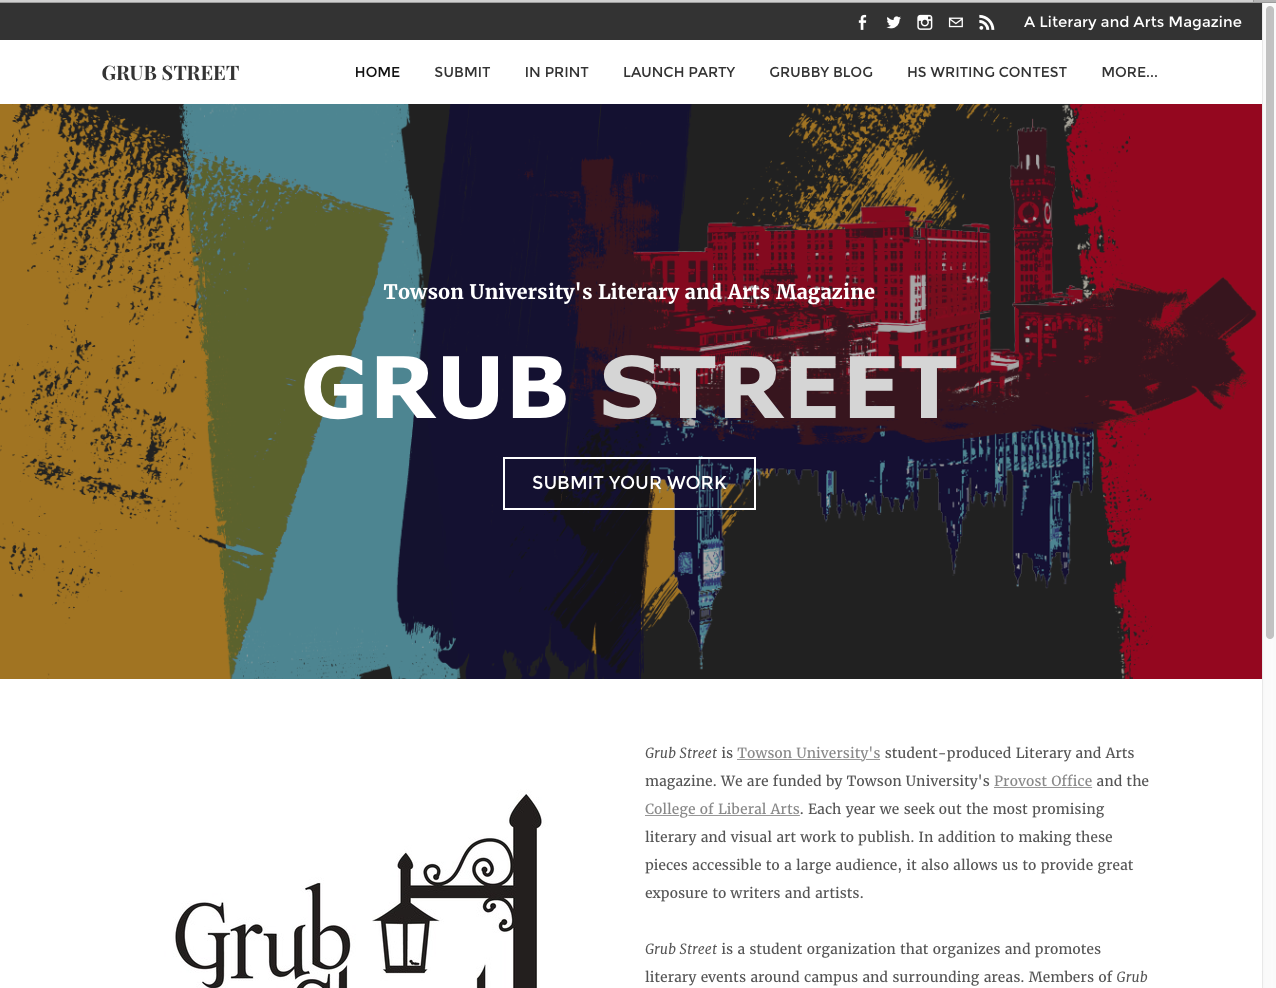 A Literary and Arts Magazine
GRUB STREET
HOME SUBMIT IN PRINT LAUNCH PARTY GRUBBY BLOG HS WRITING CONTEST MORE...
Towson University's Literary and Arts Magazine
GRUB STREET
SUBMIT YOUR WORK
Grub Street is Towson University's student-produced Literary and Arts
magazine. We are funded by Towson University's Provost Office and the
College of Liberal Arts. Each year we seek out the most promising
literary and visual art work to publish. In addition to making these
pieces accessible to a large audience, it also allows us to provide great
exposure to writers and artists.
Grub Street is a student organization that organizes and promotes
literary events around campus and surrounding areas. Members of Grub
Grub